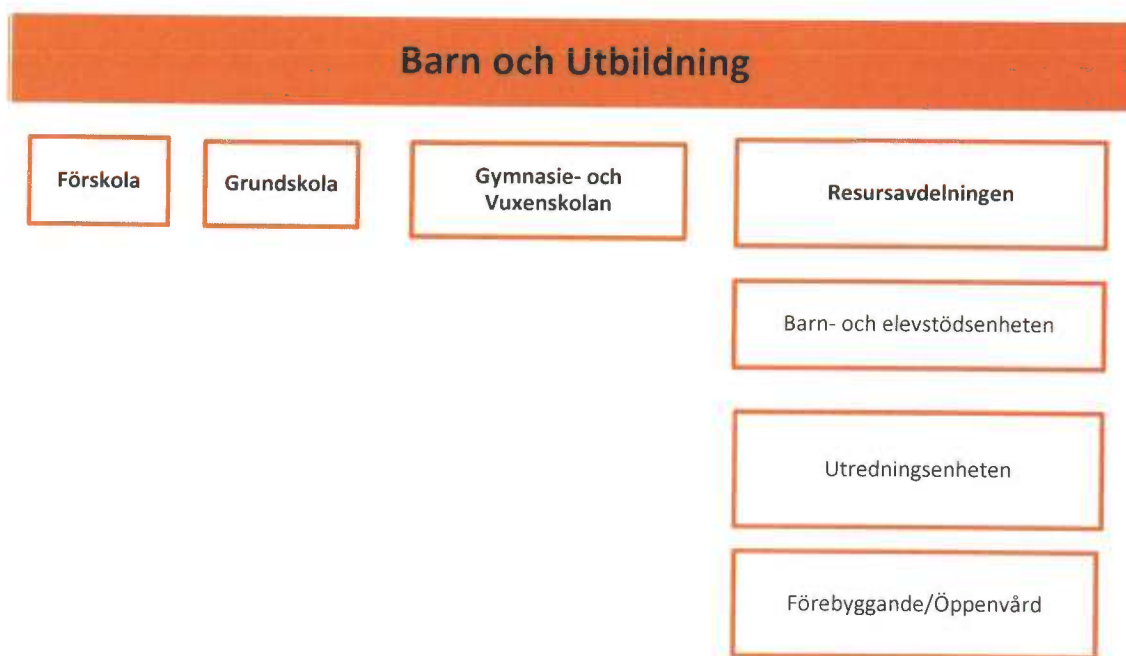 Barn och Utbildning
Förskola
Grundskola
Gymnasie- och
Vuxenskolan
Resursavdelningen
Barn- och elevstödsenheten
Utredningsenheten
Förebyggande/Öppenvård